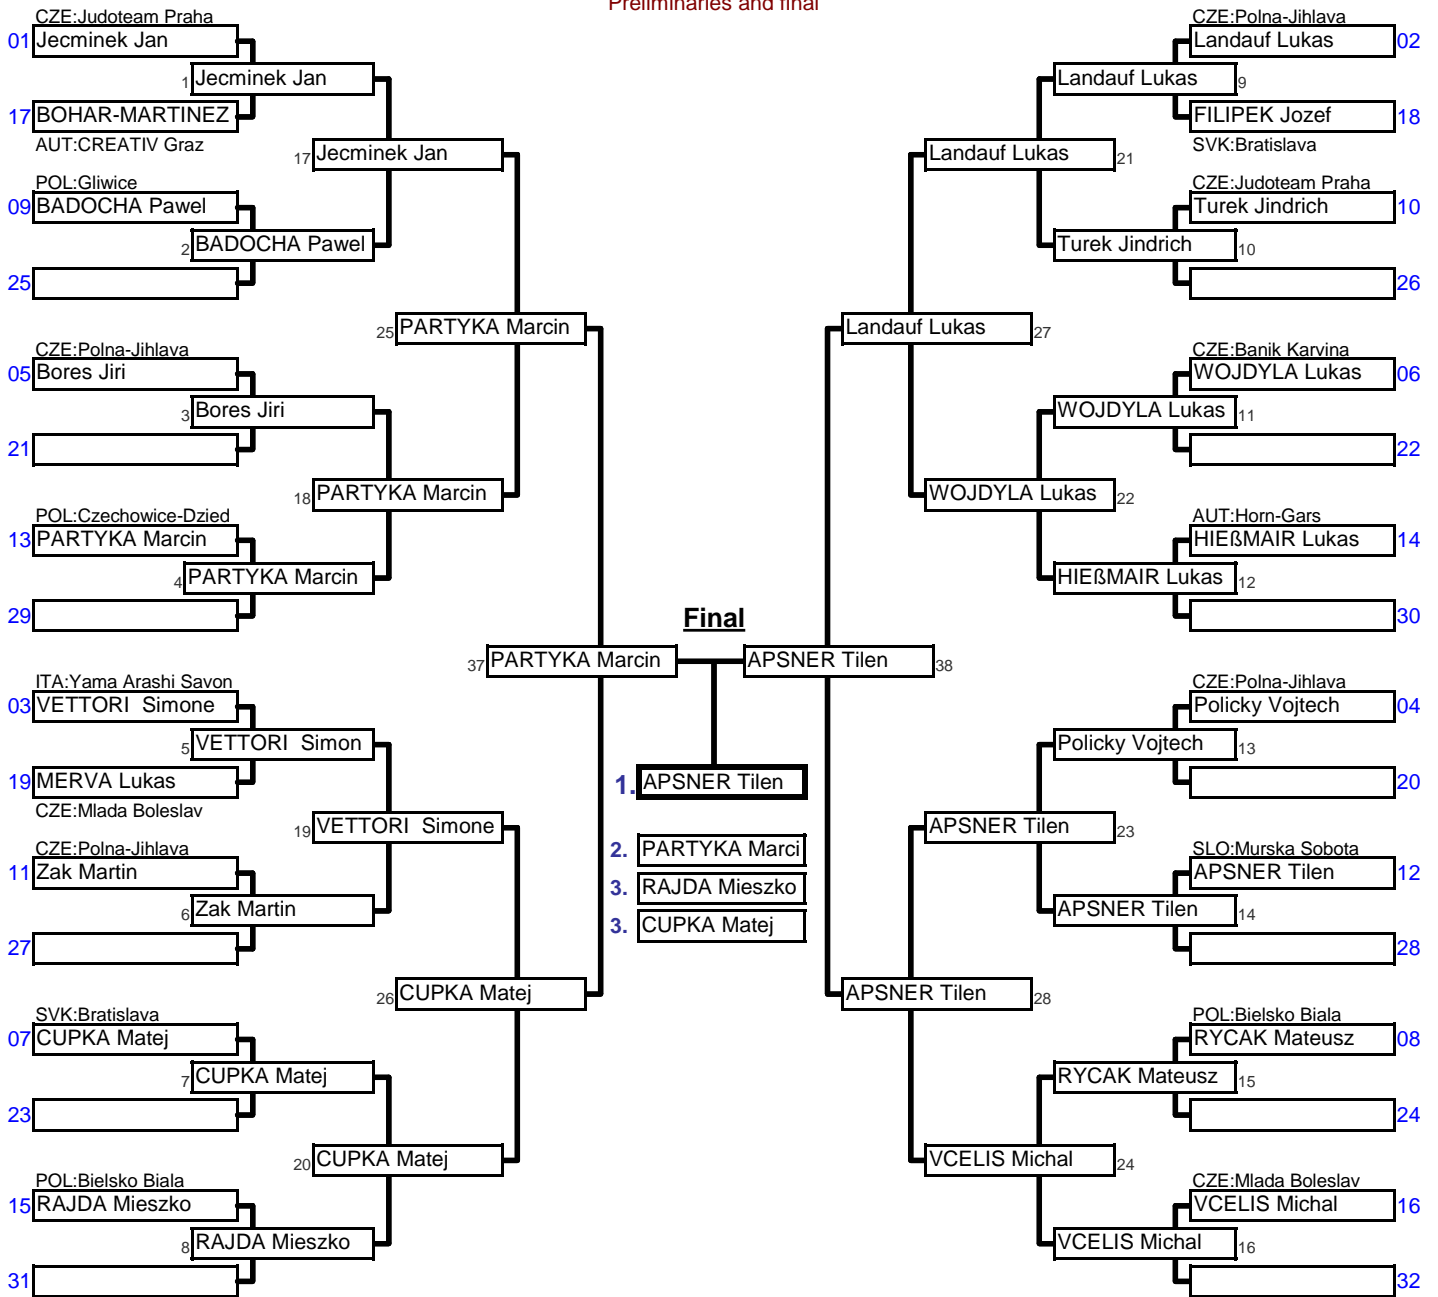 Preliminaries and final
CZE:Judoteam Praha
01 Jecminek Jan
1 Jecminek Jan
17 BOHAR-MARTINEZ
AUT:CREATIV Graz
17 Jecminek Jan
POL:Gliwice
09 BADOCHA Pawel
2 BADOCHA Pawel
25
25 PARTYKA Marcin
CZE:Polna-Jihlava
05 Bores Jiri
3 Bores Jiri
21
18 PARTYKA Marcin
POL:Czechowice-Dzied
13 PARTYKA Marcin
4 PARTYKA Marcin
29
37 PARTYKA Marcin
ITA:Yama Arashi Savon
03 VETTORI Simone
5 VETTORI Simon
19 MERVA Lukas
CZE:Mlada Boleslav
19 VETTORI Simone
CZE:Polna-Jihlava
11 Zak Martin
6 Zak Martin
27
26 CUPKA Matej
SVK:Bratislava
07 CUPKA Matej
7 CUPKA Matej
23
20 CUPKA Matej
POL:Bielsko Biala
15 RAJDA Mieszko
8 RAJDA Mieszko
31
Final
1. APSNER Tilen
2. PARTYKA Marci
3. RAJDA Mieszko
3. CUPKA Matej
CZE:Polna-Jihlava
Landauf Lukas 02
Landauf Lukas 9
FILIPEK Jozef 18
SVK:Bratislava
Landauf Lukas 21
CZE:Judoteam Praha
Turek Jindrich 10
Turek Jindrich 10
26
Landauf Lukas 27
CZE:Banik Karvina
WOJDYLA Lukas 06
WOJDYLA Lukas 11
22
WOJDYLA Lukas 22
AUT:Horn-Gars
HIEßMAIR Lukas 14
HIEßMAIR Lukas 12
30
APSNER Tilen 38
CZE:Polna-Jihlava
Policky Vojtech 04
Policky Vojtech 13
20
APSNER Tilen 23
SLO:Murska Sobota
APSNER Tilen 12
APSNER Tilen 14
28
APSNER Tilen 28
POL:Bielsko Biala
RYCAK Mateusz 08
RYCAK Mateusz 15
24
VCELIS Michal 24
CZE:Mlada Boleslav
VCELIS Michal 16
VCELIS Michal 16
32